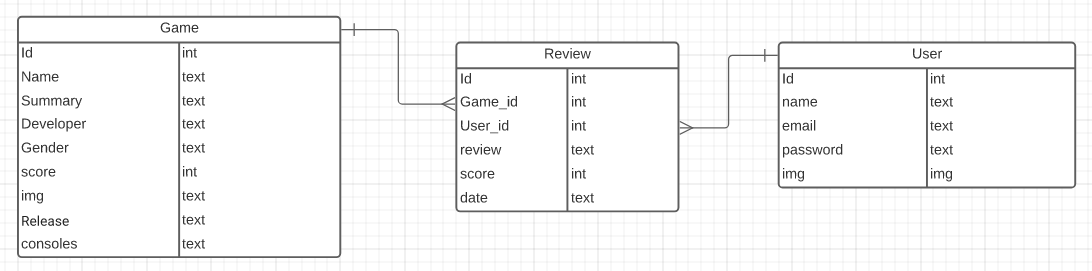 Game
Id int
Name text
Summary text
Developer text
Gender text
score int
img text
Release text
consoles text
Review
Id int
Game_id int
User_id int
review text
score int
date text
User
Id int
name text
email text
password text
img img